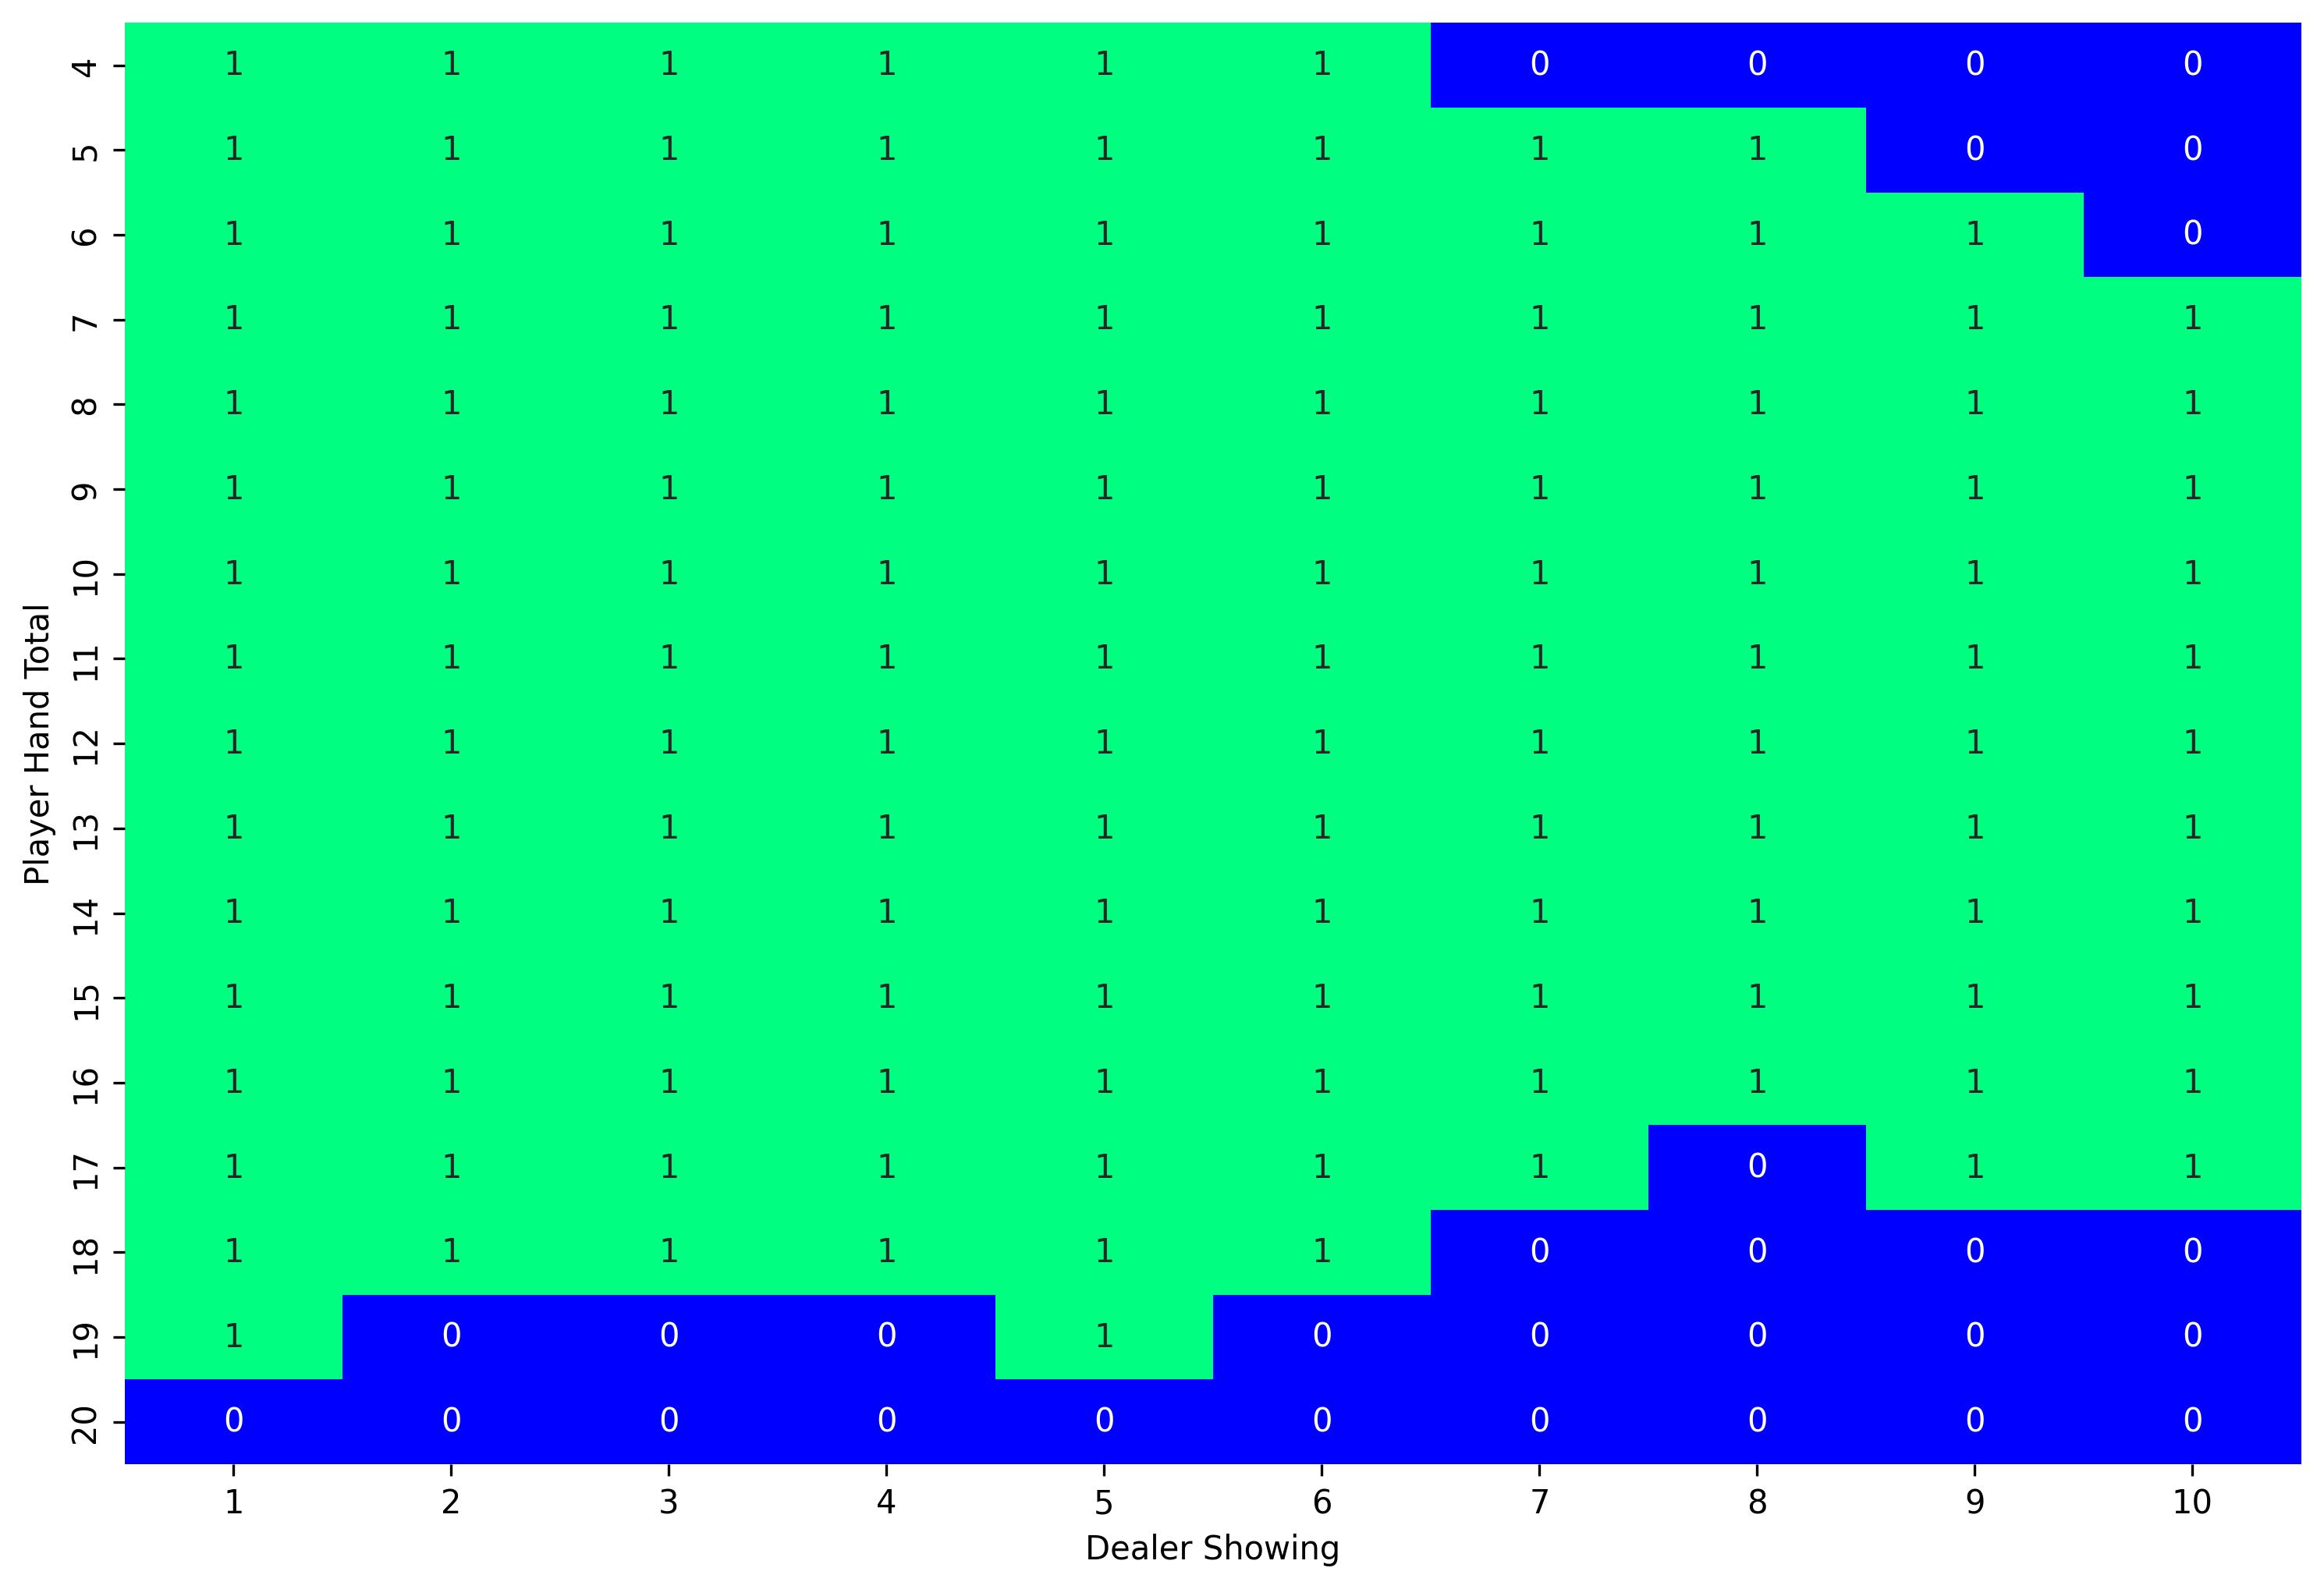 4 1 1 1 1 1 1 0 0 0 0
5 1 1 1 1 1 1 1 1 0 0
6 1 1 1 1 1 1 1 1 1 0
7 1 1 1 1 1 1 1 1 1 1
8 1 1 1 1 1 1 1 1 1 1
9 1 1 1 1 1 1 1 1 1 1
10 1 1 1 1 1 1 1 1 1 1
11 1 1 1 1 1 1 1 1 1 1
12 1 1 1 1 1 1 1 1 1 1
13 1 1 1 1 1 1 1 1 1 1
14 1 1 1 1 1 1 1 1 1 1
15 1 1 1 1 1 1 1 1 1 1
16 1 1 1 1 1 1 1 1 1 1
17 1 1 1 1 1 1 1 0 1 1
18 1 1 1 1 1 1 0 0 0 0
19 1 0 0 0 1 0 0 0 0 0
20 0 0 0 0 0 0 0 0 0 0
1 2 3 4 5 6 7 8 9 10
Dealer Showing
Player Hand Total